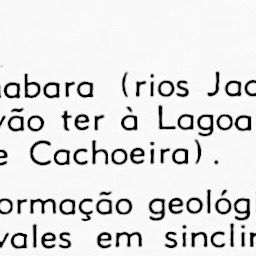 abara (rios Jac
vão ter à Lagoa
e Cachoeira).
ormação geológi
vales em sinclin